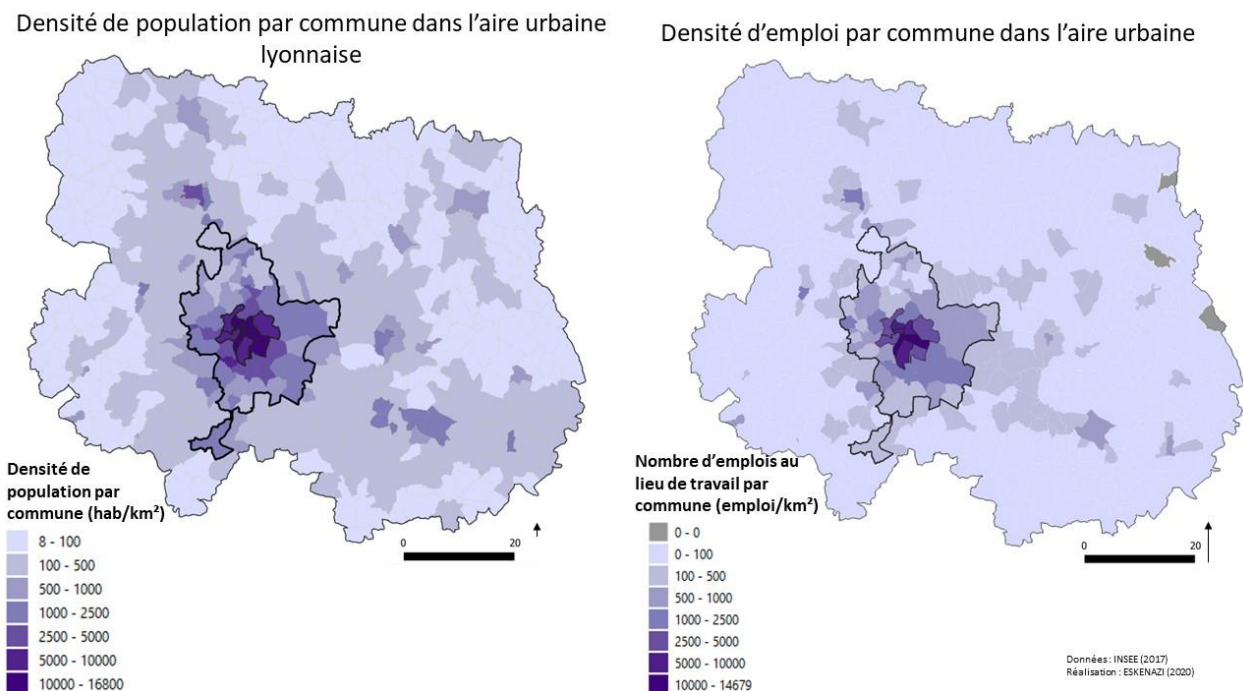 Densité de population par commune dans l’aire urbaine
lyonnaise
Densité de
population par
commune (hab/km²)
8 - 100
100 - 500
500 - 1000
1000 - 2500
2500 - 5000
5000 - 10000
10000 - 16800
0
20
Densité d’emploi par commune dans l’aire urbaine
Nombre d’emplois au
lieu de travail par
commune (emploi/km²)
0 - 0
0 - 100
100 - 500
500 - 1000
1000 - 2500
2500 - 5000
5000 - 10000
10000 - 14679
0
20
Données : INSEE (2017)
Réalisation : ESKENAZI (2020)